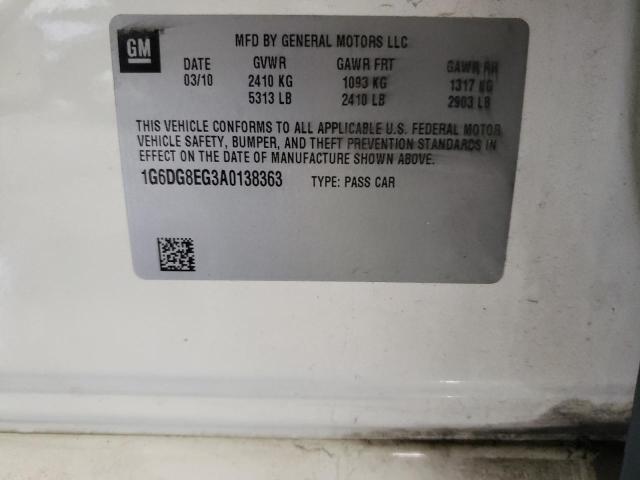 GM
MFD BY GENERAL MOTORS LLC
DATE GVWR GAWR FRT GAWR RR
03/10 2410 KG 1093 KG 1317 KG
5313 LB 2410 LB 2903 LB
THIS VEHICLE CONFORMS TO ALL APPLICABLE U.S. FEDERAL MOTOR
VEHICLE SAFETY, BUMPER, AND THEFT PREVENTION STANDARDS IN
EFFECT ON THE DATE OF MANUFACTURE SHOWN ABOVE.
1G6DG8EG3A0138363 TYPE: PASS CAR